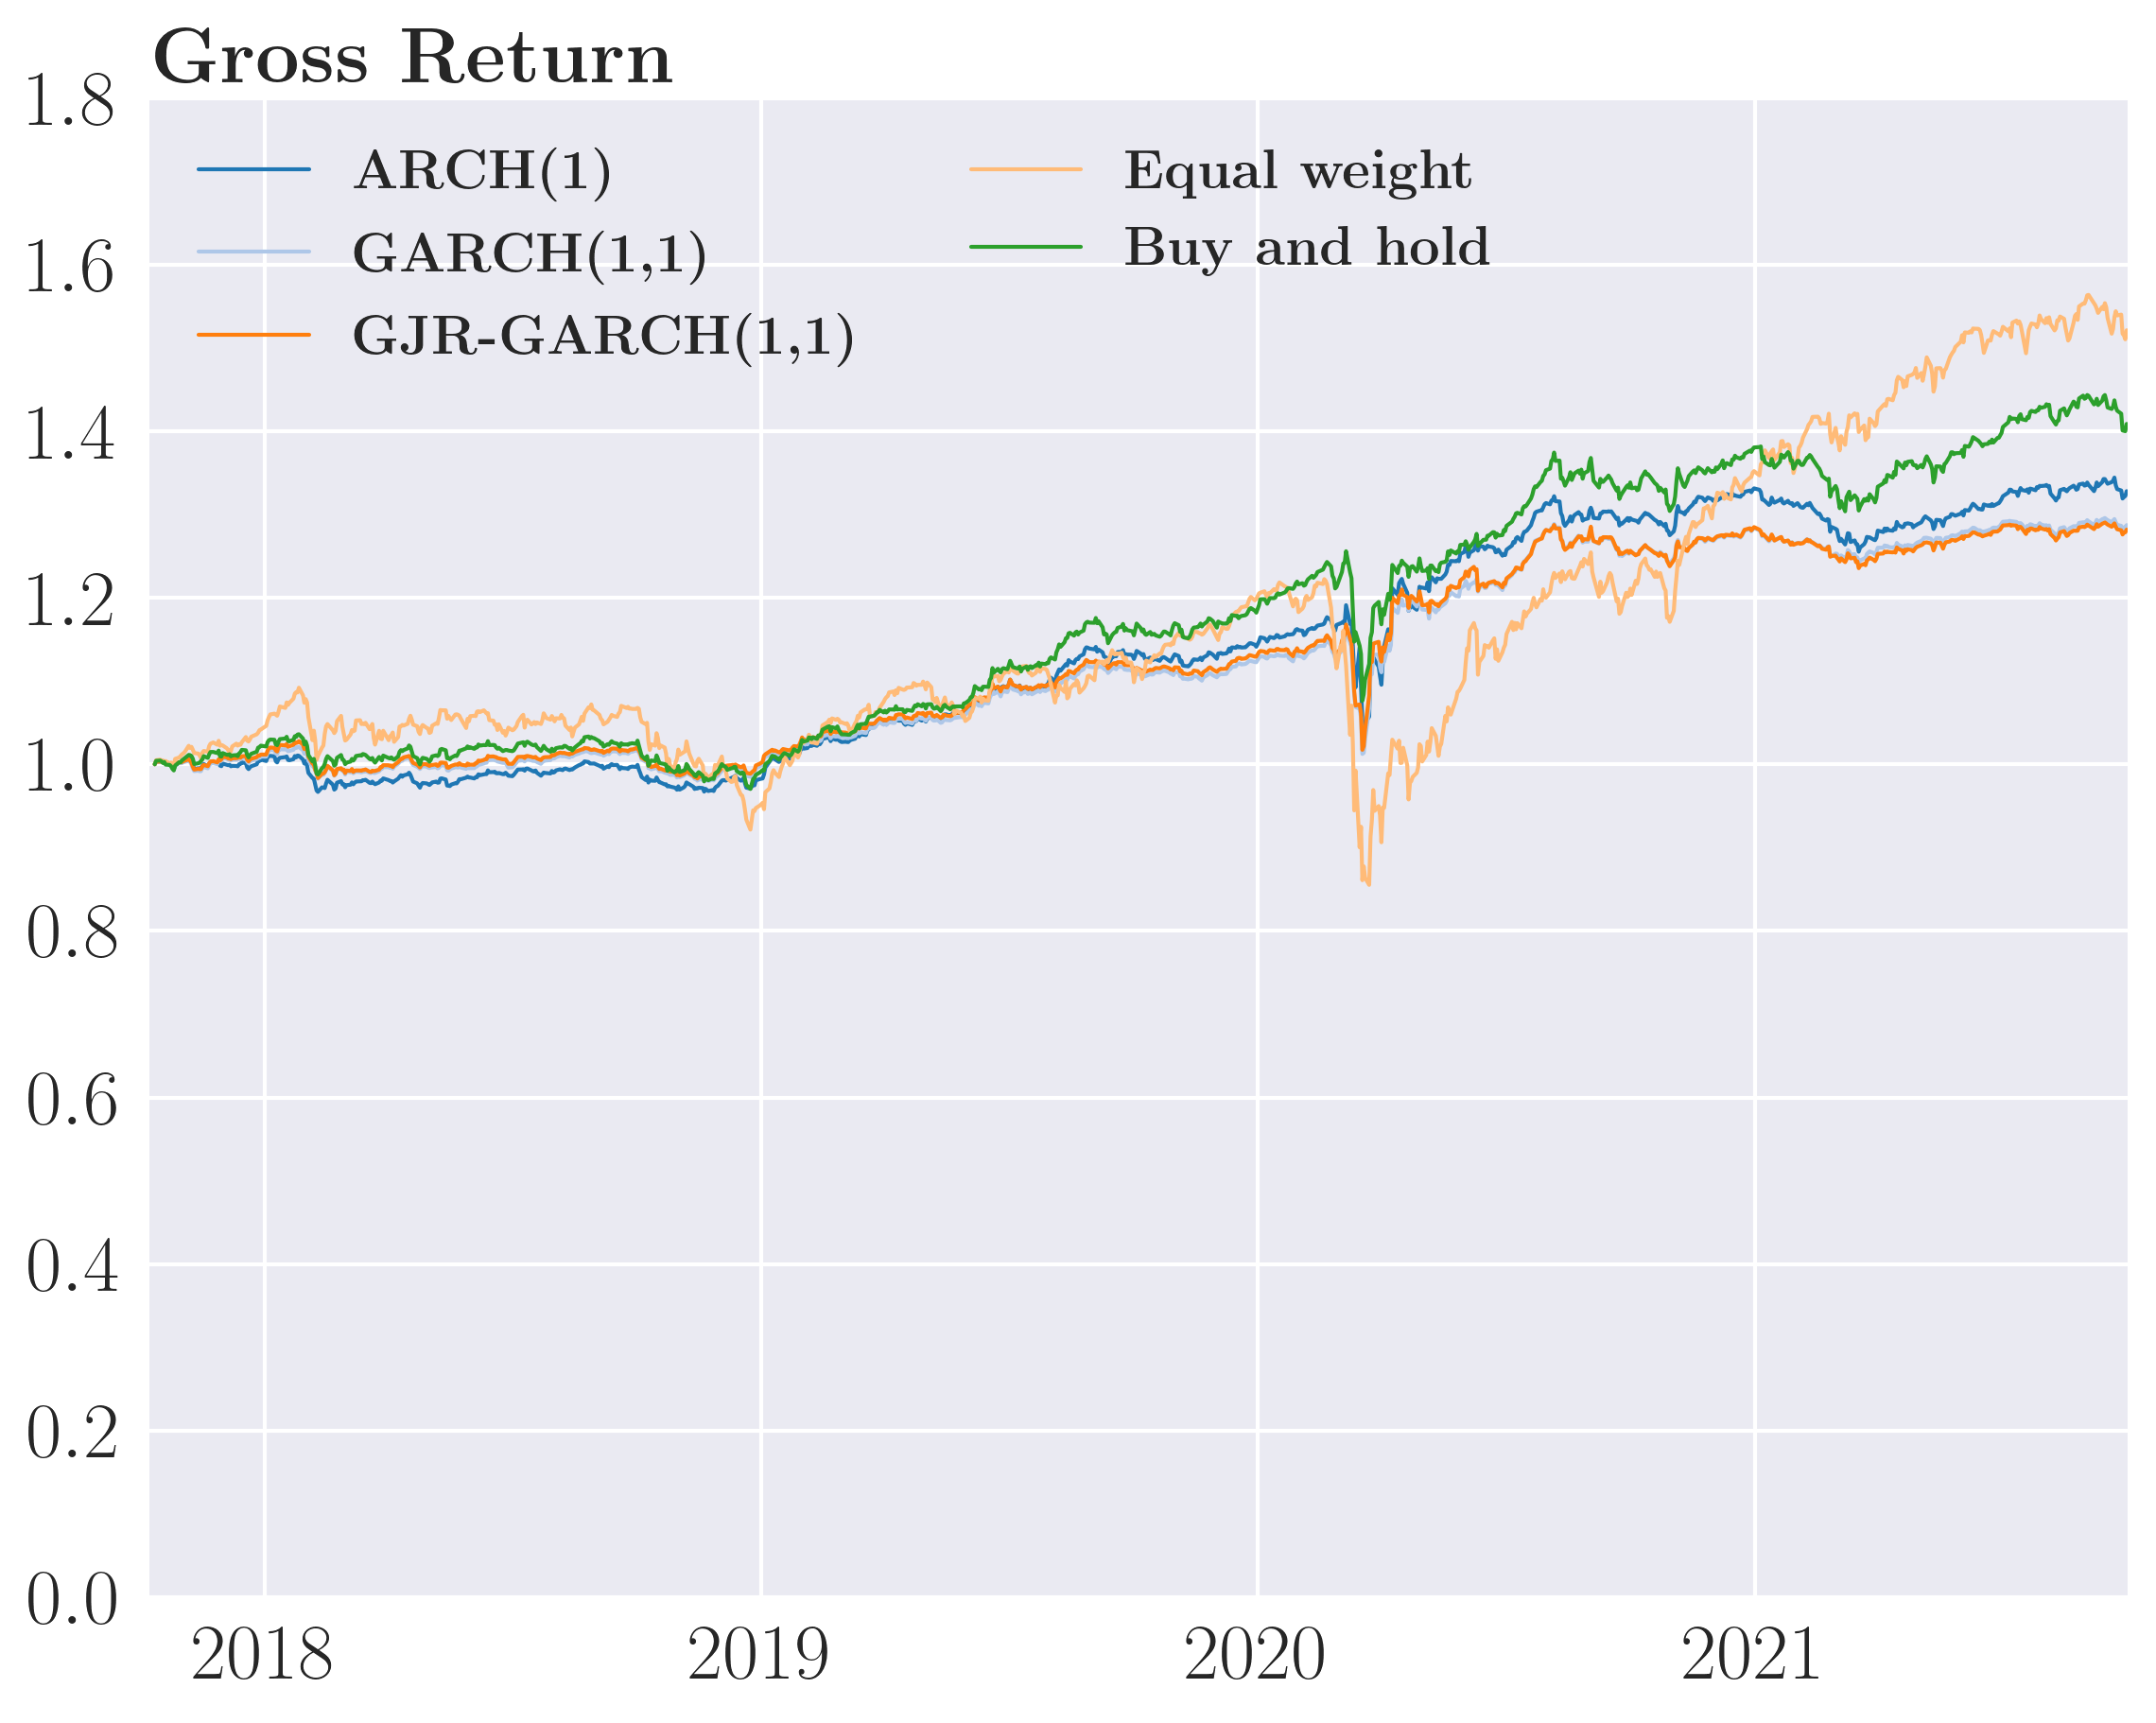 Gross Return
1.8
1.6
1.4
1.2
1.0
0.8
0.6
0.4
0.2
0.0
ARCH(1)
GARCH(1,1)
GJR-GARCH(1,1)
Equal weight
Buy and hold
2018 2019 2020 2021